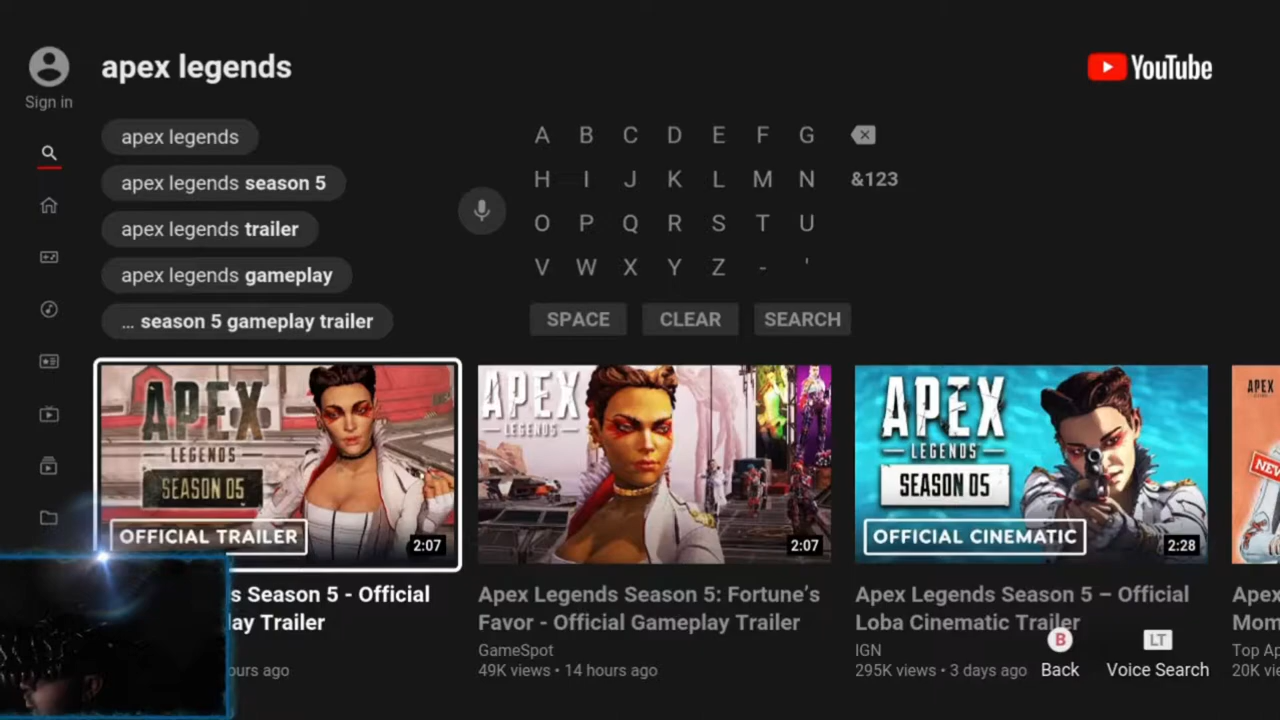 apex legends
YouTube
Sign in
apex legends
apex legends season 5
apex legends trailer
apex legends gameplay
... season 5 gameplay trailer
A B C D E F G
H I J K L M N &123
O P Q R S T U
V W X Y Z - '
SPACE CLEAR SEARCH
APEX
LEGENDS
SEASON 05
OFFICIAL TRAILER
2:07
APEX
LEGENDS
2:07
APEX
LEGENDS
SEASON 05
OFFICIAL CINEMATIC
2:28
APEX
NEW
s Season 5 - Official
lay Trailer
ours ago
Apex Legends Season 5: Fortune’s
Favor - Official Gameplay Trailer
GameSpot
49K views • 14 hours ago
Apex Legends Season 5 – Official
Loba Cinematic Trailer
IGN
295K views • 3 days ago
Apex
Mom
Top Ap
20K vi
B
Back
LT
Voice Search